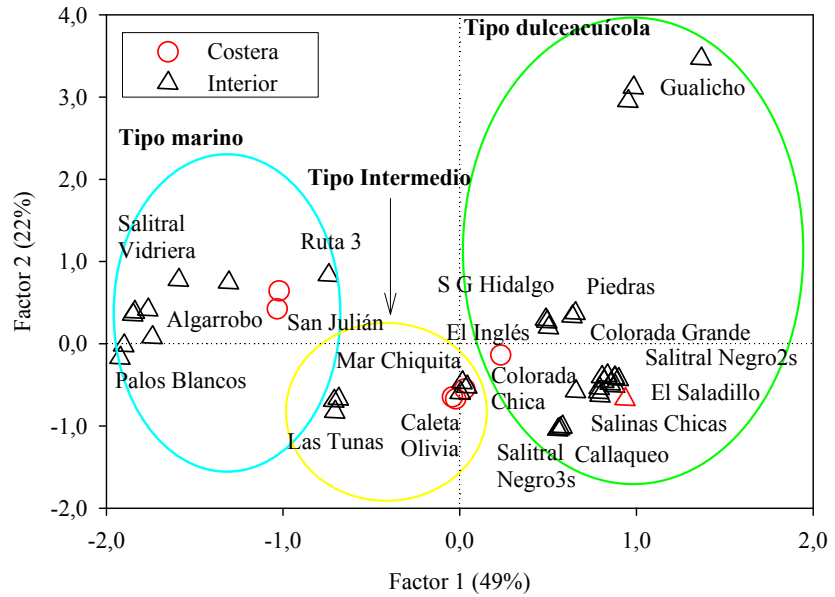 Tipo dulceacuícola
4,0
Costera
Interior
Gualicho
3,0
Tipo marino
2,0
Tipo Intermedio
Salitral
Vidriera
Ruta 3
1,0
S G Hidalgo
Piedras
Algarrobo
San Julián
El Inglés
Colorada Grande
0,0
Mar Chiquita
Salitral Negro2s
Palos Blancos
Colorada
Chica
El Saladillo
Las Tunas
Caleta
Olivia
Salinas Chicas
-1,0
Salitral
Negro3s
Callaqueo
-2,0
-2,0 -1,0 0,0 1,0 2,0
Factor 1 (49%)
Factor 2 (22%)